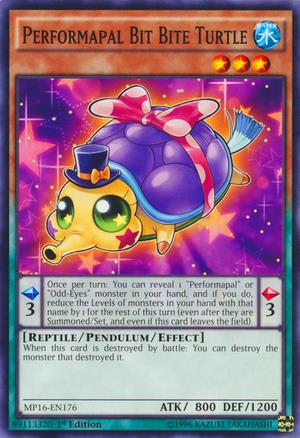 Performapal Bit Bite Turtle
WATER
水
Once per turn: You can reveal 1 "Performapal" or
"Odd-Eyes" monster in your hand, and if you do,
reduce the Levels of monsters in your hand with that
name by 1 for the rest of this turn (even after they are
Summoned/Set, and even if this card leaves the field).
3
3
[REPTILE/PENDULUM/EFFECT]
When this card is destroyed by battle: You can destroy the
monster that destroyed it.
MP16-EN176
ATK/ 800 DEF/1200
89113320
1st Edition
©1996 KAZUKI TAKAHASHI